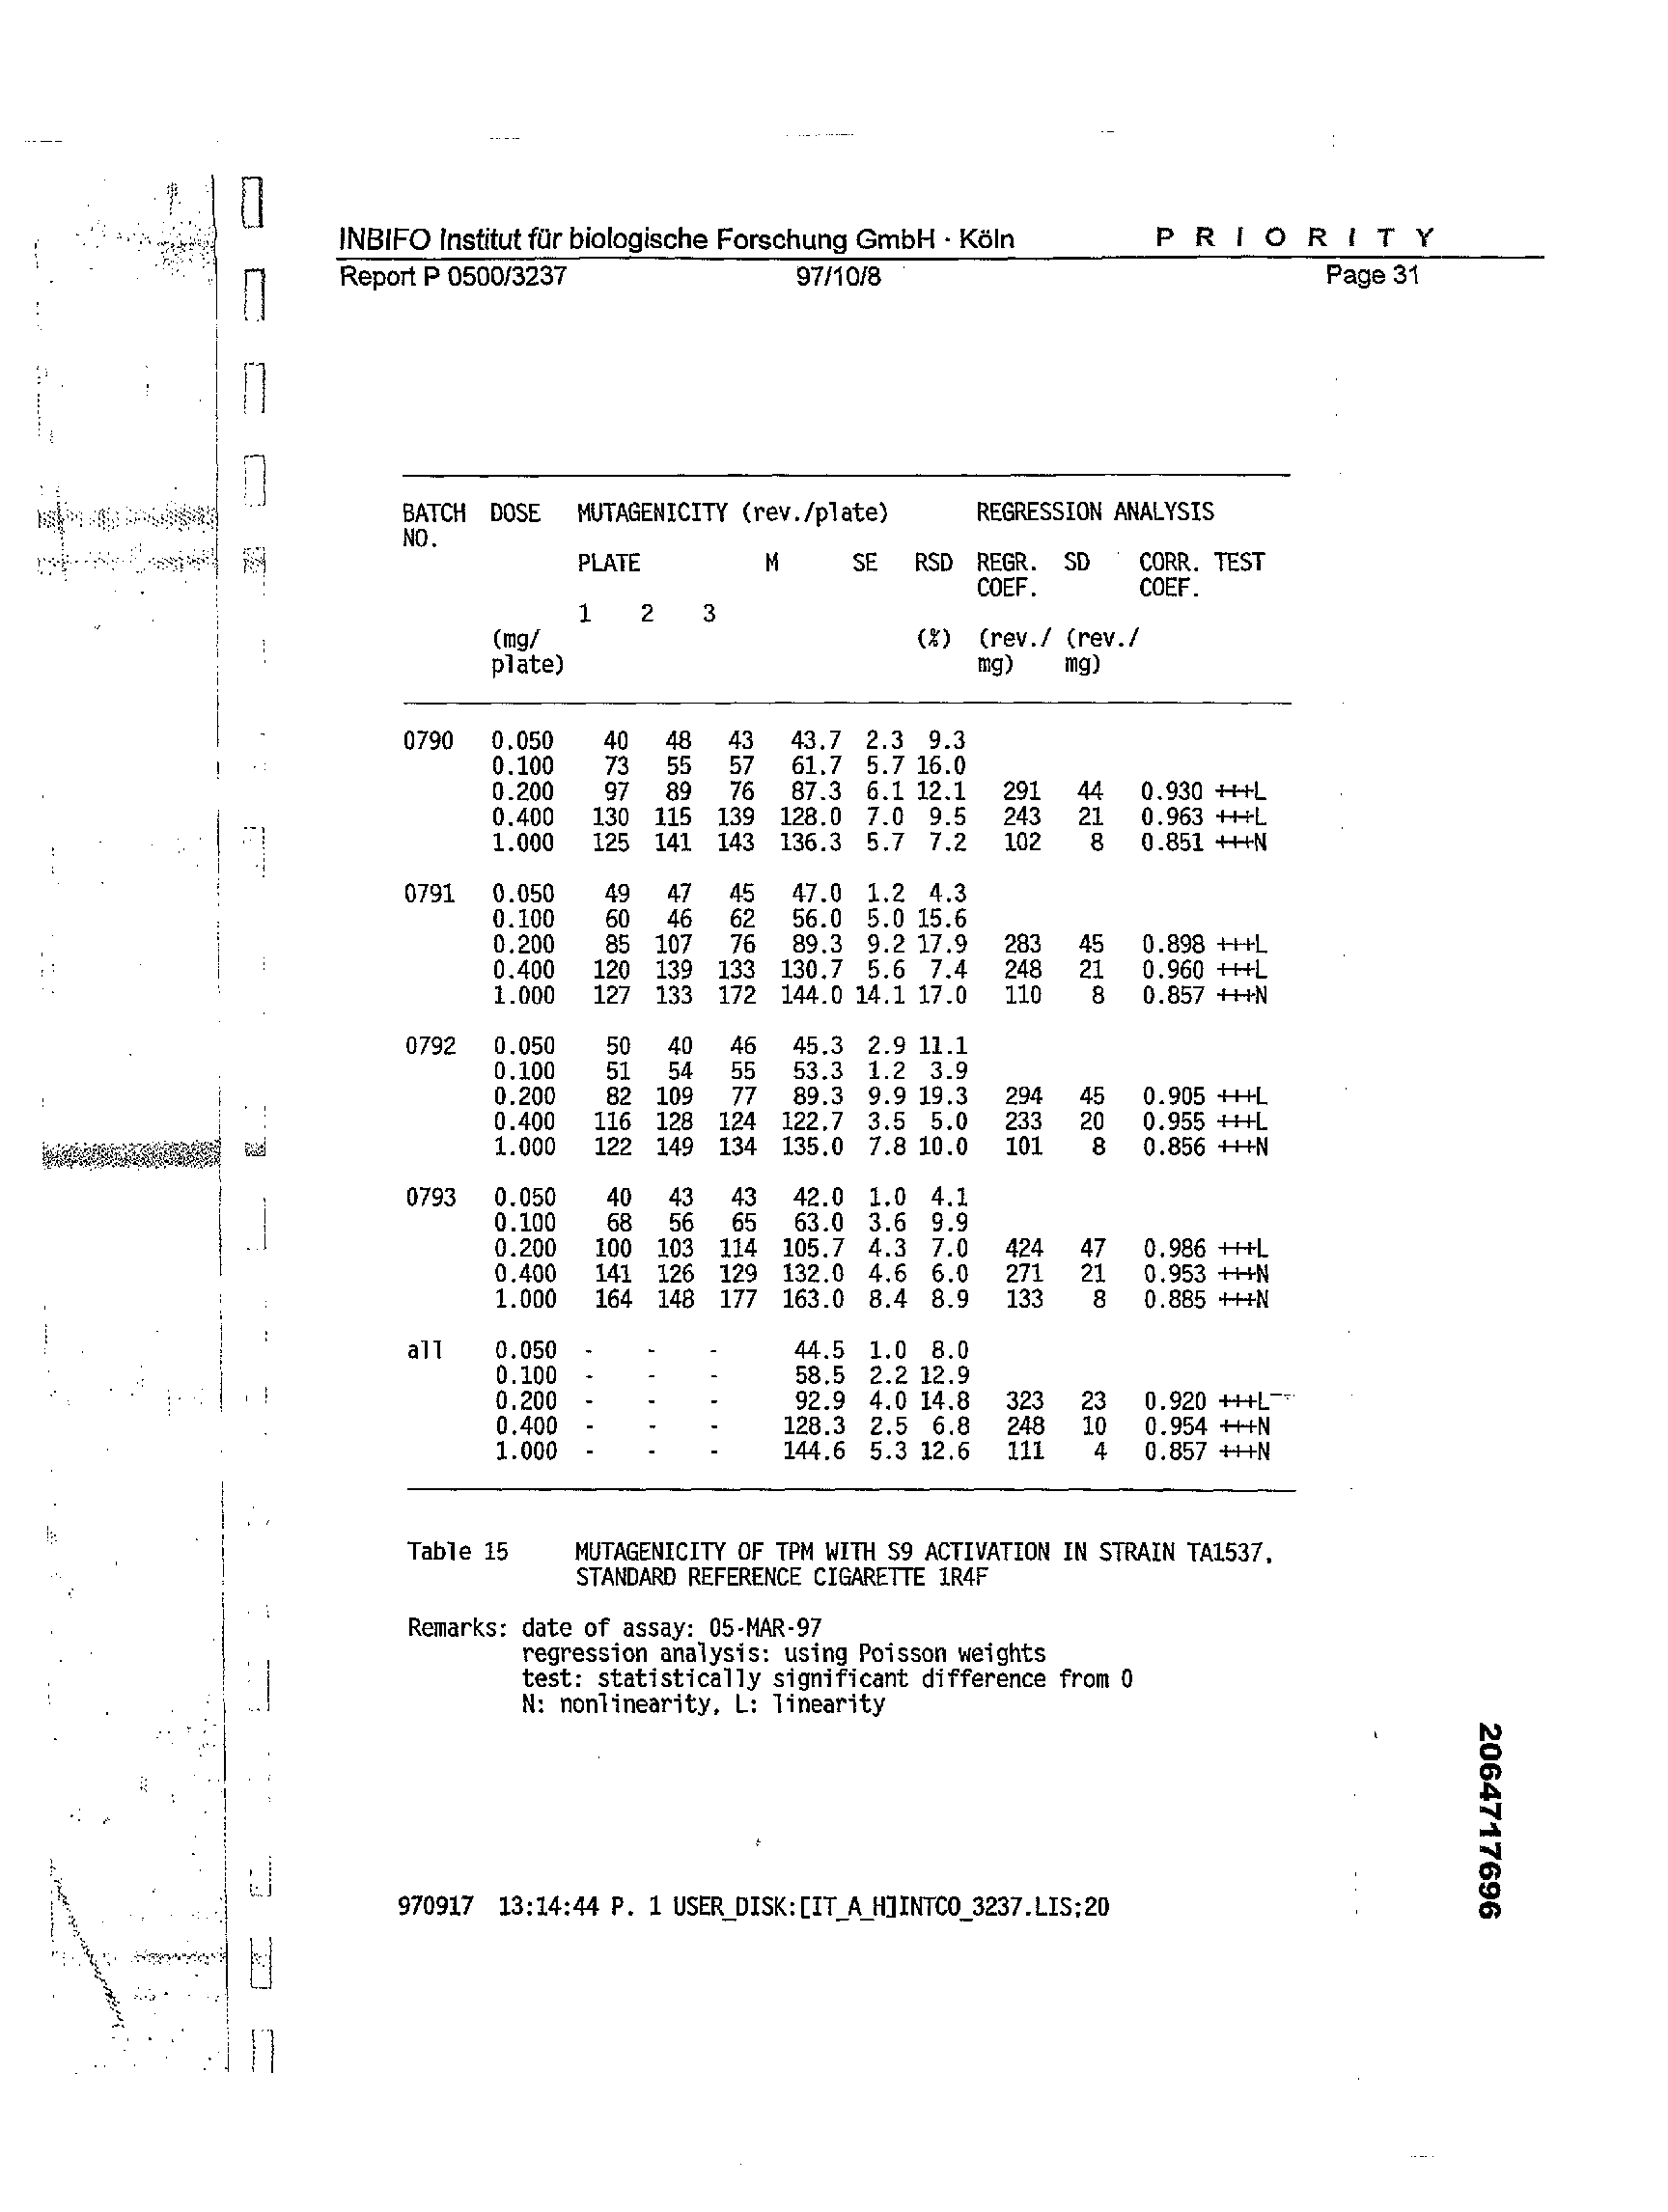 INBIFO Institut für biologische Forschung GmbH · Köln P R I O R I T Y
Report P 0500/3237 97/10/8 Page 31
BATCH DOSE MUTAGENICITY (rev./plate) REGRESSION ANALYSIS
NO.
PLATE M SE RSD REGR. SD CORR. TEST
COEF. COEF.
1 2 3
(mg/ (%) (rev./ (rev./
plate) mg) mg)
0790 0.050 40 48 43 43.7 2.3 9.3
0.100 73 55 57 61.7 5.7 16.0
0.200 97 89 76 87.3 6.1 12.1 291 44 0.930 +++L
0.400 130 115 139 128.0 7.0 9.5 243 21 0.963 +++L
1.000 125 141 143 136.3 5.7 7.2 102 8 0.851 +++N
0791 0.050 49 47 45 47.0 1.2 4.3
0.100 60 46 62 56.0 5.0 15.6
0.200 85 107 76 89.3 9.2 17.9 283 45 0.898 +++L
0.400 120 139 133 130.7 5.6 7.4 248 21 0.960 +++L
1.000 127 133 172 144.0 14.1 17.0 110 8 0.857 +++N
0792 0.050 50 40 46 45.3 2.9 11.1
0.100 51 54 55 53.3 1.2 3.9
0.200 82 109 77 89.3 9.9 19.3 294 45 0.905 +++L
0.400 116 128 124 122.7 3.5 5.0 233 20 0.955 +++L
1.000 122 149 134 135.0 7.8 10.0 101 8 0.856 +++N
0793 0.050 40 43 43 42.0 1.0 4.1
0.100 68 56 65 63.0 3.6 9.9
0.200 100 103 114 105.7 4.3 7.0 424 47 0.986 +++L
0.400 141 126 129 132.0 4.6 6.0 271 21 0.953 +++N
1.000 164 148 177 163.0 8.4 8.9 133 8 0.885 +++N
all 0.050 - - - 44.5 1.0 8.0
0.100 - - - 58.5 2.2 12.9
0.200 - - - 92.9 4.0 14.8 323 23 0.920 +++L
0.400 - - - 128.3 2.5 6.8 248 10 0.954 +++N
1.000 - - - 144.6 5.3 12.6 111 4 0.857 +++N
Table 15 MUTAGENICITY OF TPM WITH S9 ACTIVATION IN STRAIN TA1537,
STANDARD REFERENCE CIGARETTE 1R4F
Remarks: date of assay: 05-MAR-97
regression analysis: using Poisson weights
test: statistically significant difference from 0
N: nonlinearity, L: linearity
970917 13:14:44 P. 1 USER_DISK:[IT_A_H]INTCO_3237.LIS;20
2064717696